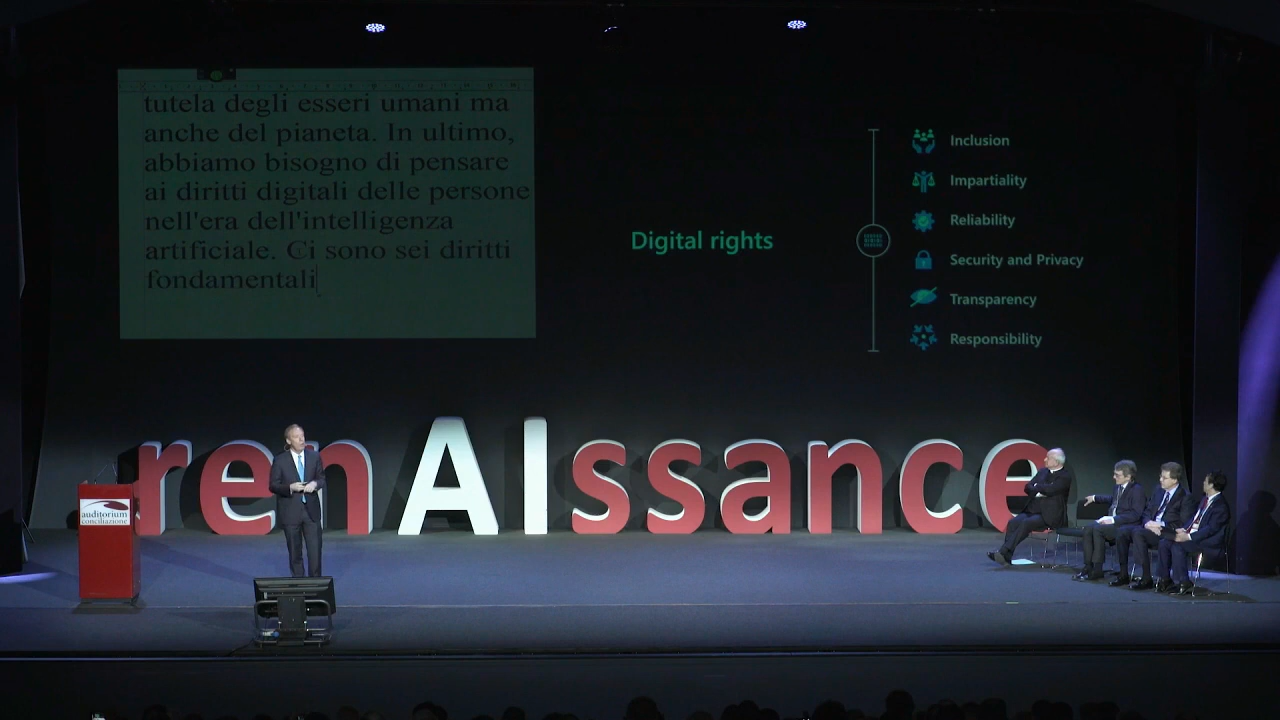 tutela degli esseri umani ma
anche del pianeta. In ultimo,
abbiamo bisogno di pensare
ai diritti digitali delle persone
nell'era dell'intelligenza
artificiale. Ci sono sei diritti
fondamentali
Digital rights
Inclusion
Impartiality
Reliability
Security and Privacy
Transparency
Responsibility
renAIssance
auditorium
conciliazione